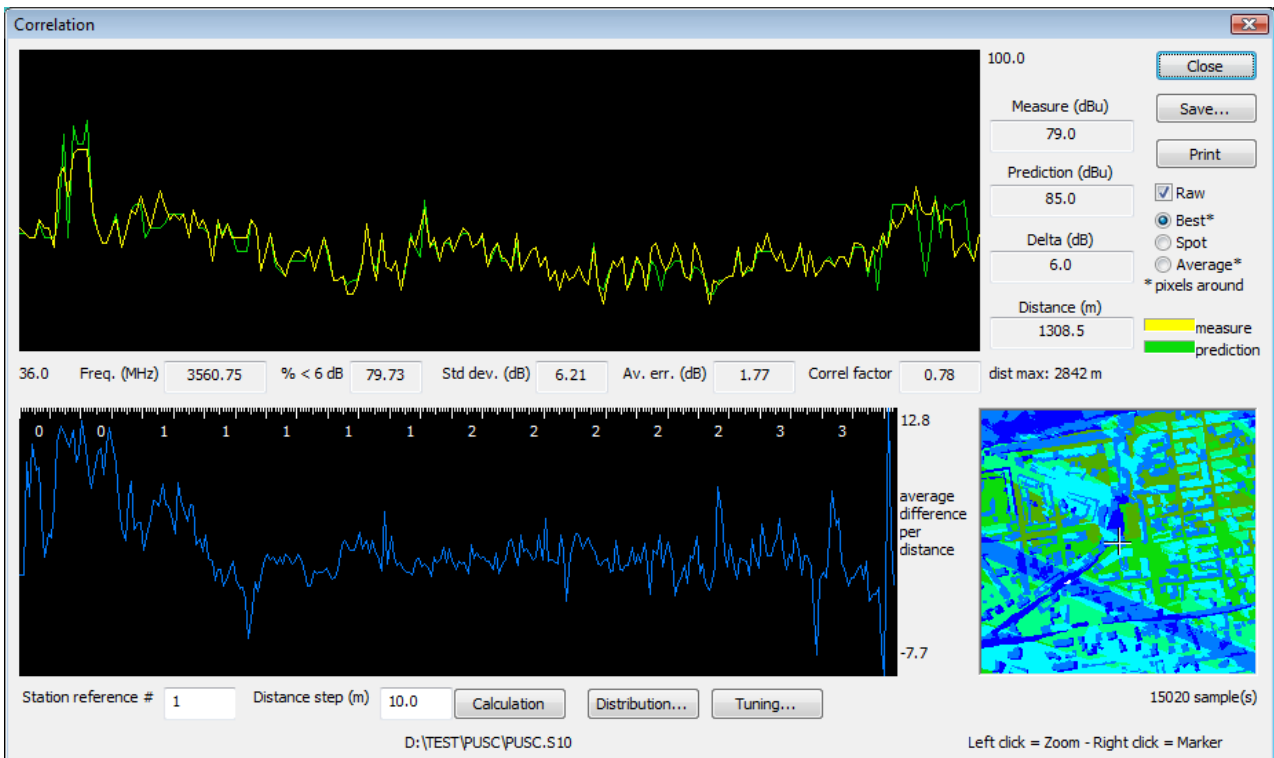 Correlation
100.0
Close
Measure (dBu)
79.0
Save...
Print
Prediction (dBu)
85.0
Raw
Best*
Delta (dB)
6.0
Spot
Average*
* pixels around
Distance (m)
1308.5
measure
prediction
36.0 Freq. (MHz) 3560.75 % < 6 dB 79.73 Std dev. (dB) 6.21 Av. err. (dB) 1.77 Correl factor 0.78 dist max: 2842 m
0 0 1 1 1 1 1 2 2 2 2 2 3 3
12.8
average
difference
per
distance
-7.7
Station reference # 1 Distance step (m) 10.0 Calculation Distribution... Tuning... 15020 sample(s)
D:\TEST\PUSC\PUSC.S10 Left click = Zoom - Right click = Marker